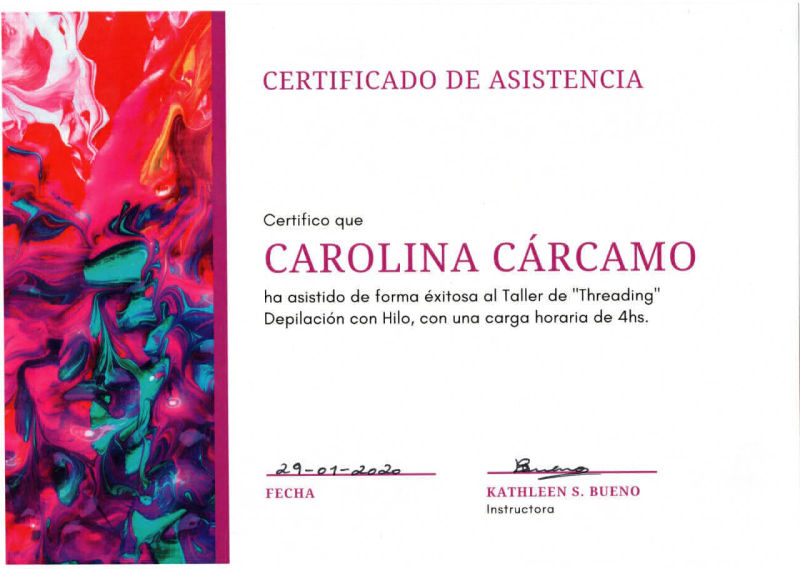 CERTIFICADO DE ASISTENCIA
Certifico que
CAROLINA CÁRCAMO
ha asistido de forma éxitosa al Taller de "Threading"
Depilación con Hilo, con una carga horaria de 4hs.
29-01-2020
Bueno
FECHA
KATHLEEN S. BUENO
Instructora